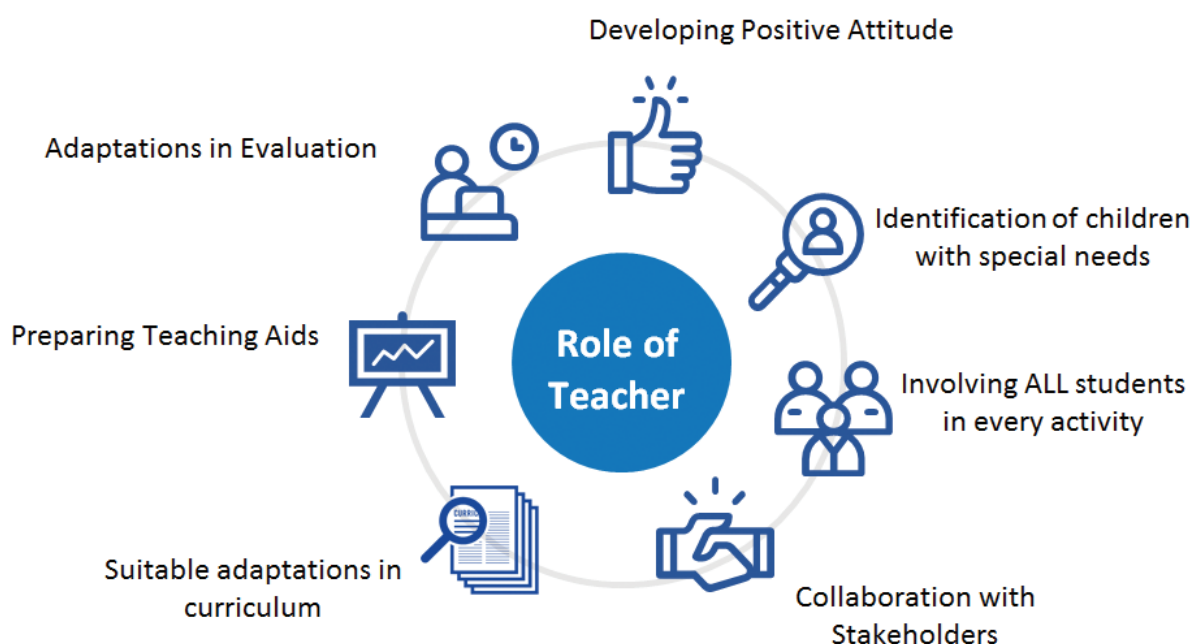 Developing Positive Attitude
Identification of children
with special needs
Involving ALL students
in every activity
Collaboration with
Stakeholders
Suitable adaptations in
curriculum
CURRIC
Preparing Teaching Aids
Adaptations in Evaluation
Role of
Teacher